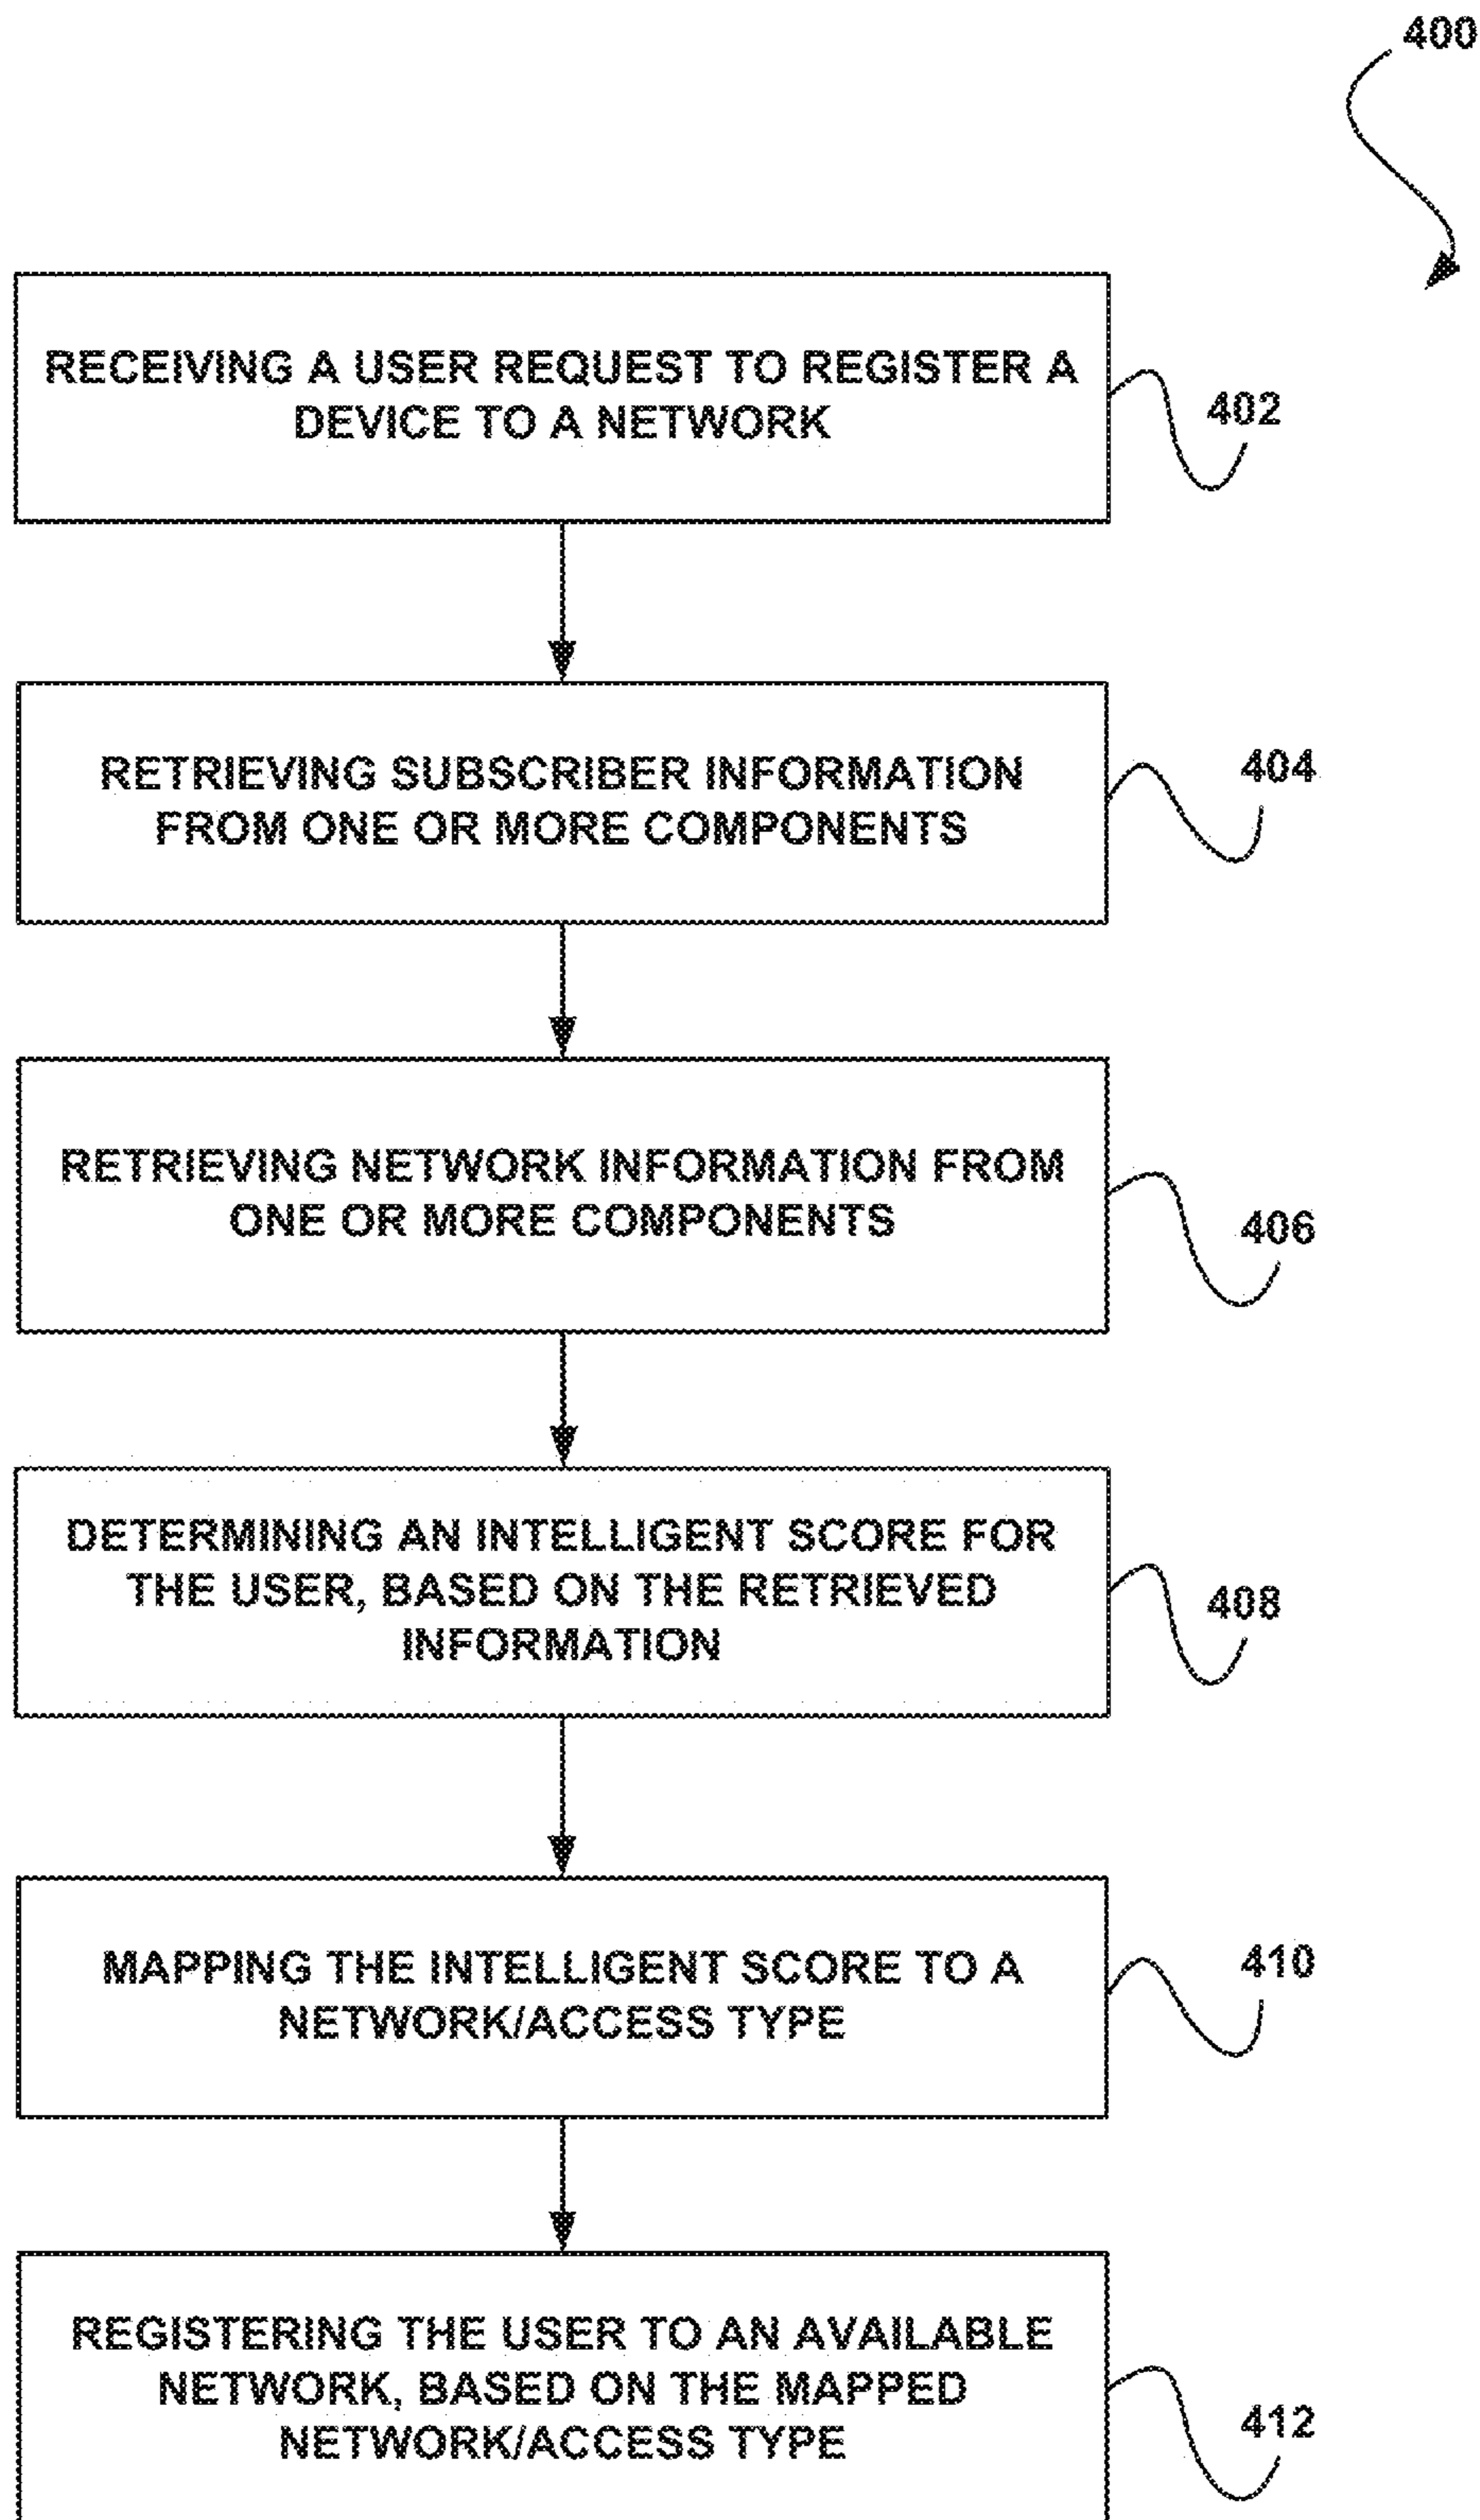 400
RECEIVING A USER REQUEST TO REGISTER A
DEVICE TO A NETWORK
402
RETRIEVING SUBSCRIBER INFORMATION
FROM ONE OR MORE COMPONENTS
404
RETRIEVING NETWORK INFORMATION FROM
ONE OR MORE COMPONENTS
406
DETERMINING AN INTELLIGENT SCORE FOR
THE USER, BASED ON THE RETRIEVED
INFORMATION
408
MAPPING THE INTELLIGENT SCORE TO A
NETWORK/ACCESS TYPE
410
REGISTERING THE USER TO AN AVAILABLE
NETWORK, BASED ON THE MAPPED
NETWORK/ACCESS TYPE
412